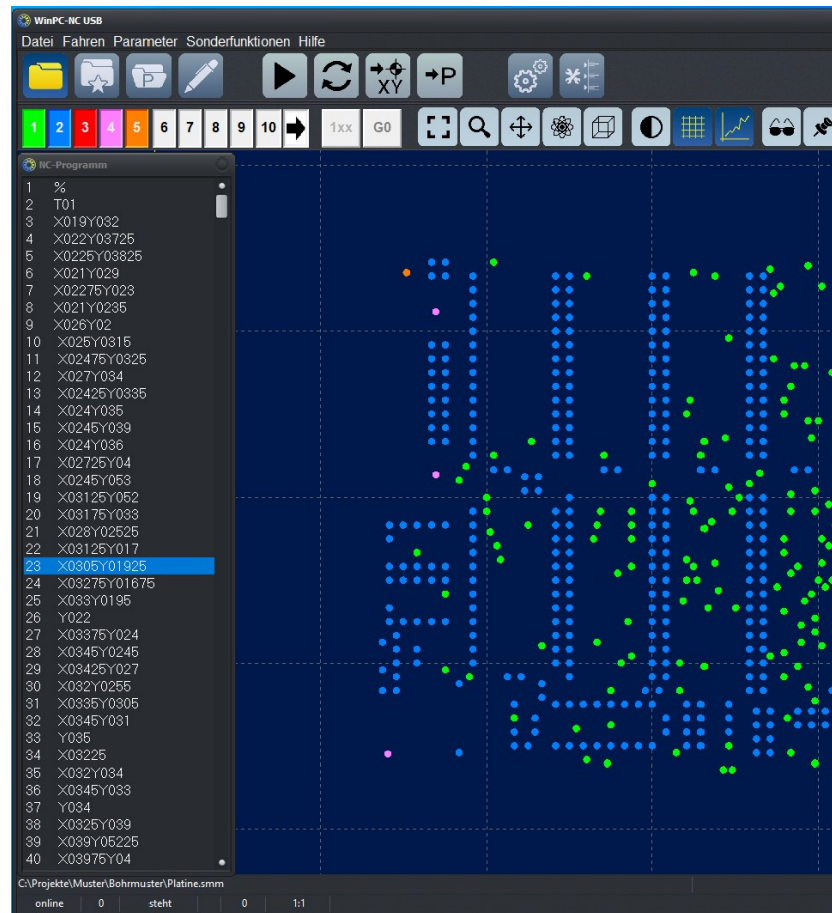 WinPC-NC USB
Datei Fahren Parameter Sonderfunktionen Hilfe
P XY P
1 2 3 4 5 6 7 8 9 10 1xx G0
NC-Programm
1 %
2 T01
3 X019Y032
4 X022Y03725
5 X0225Y03825
6 X021Y029
7 X02275Y023
8 X021Y0235
9 X026Y02
10 X025Y0315
11 X02475Y0325
12 X027Y034
13 X02425Y0335
14 X024Y035
15 X0245Y039
16 X024Y036
17 X02725Y04
18 X0245Y053
19 X03125Y052
20 X03175Y033
21 X028Y02525
22 X03125Y017
23 X0305Y01925
24 X03275Y01675
25 X033Y0195
26 Y022
27 X03375Y024
28 X0345Y0245
29 X03425Y027
30 X032Y0255
31 X0335Y0305
32 X0345Y031
33 Y035
34 X03225
35 X032Y034
36 X0345Y033
37 Y034
38 X0325Y039
39 X039Y05225
40 X03975Y04
C:\Projekte\Muster\Bohrmuster\Platine.smm
online 0 steht 0 1:1